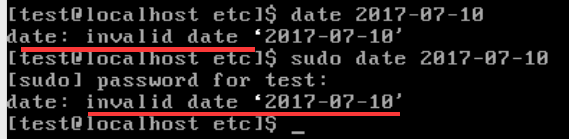 [test@localhost etc]$ date 2017-07-10
date: invalid date ‘2017-07-10’
[test@localhost etc]$ sudo date 2017-07-10
[sudo] password for test:
date: invalid date ‘2017-07-10’
[test@localhost etc]$ _